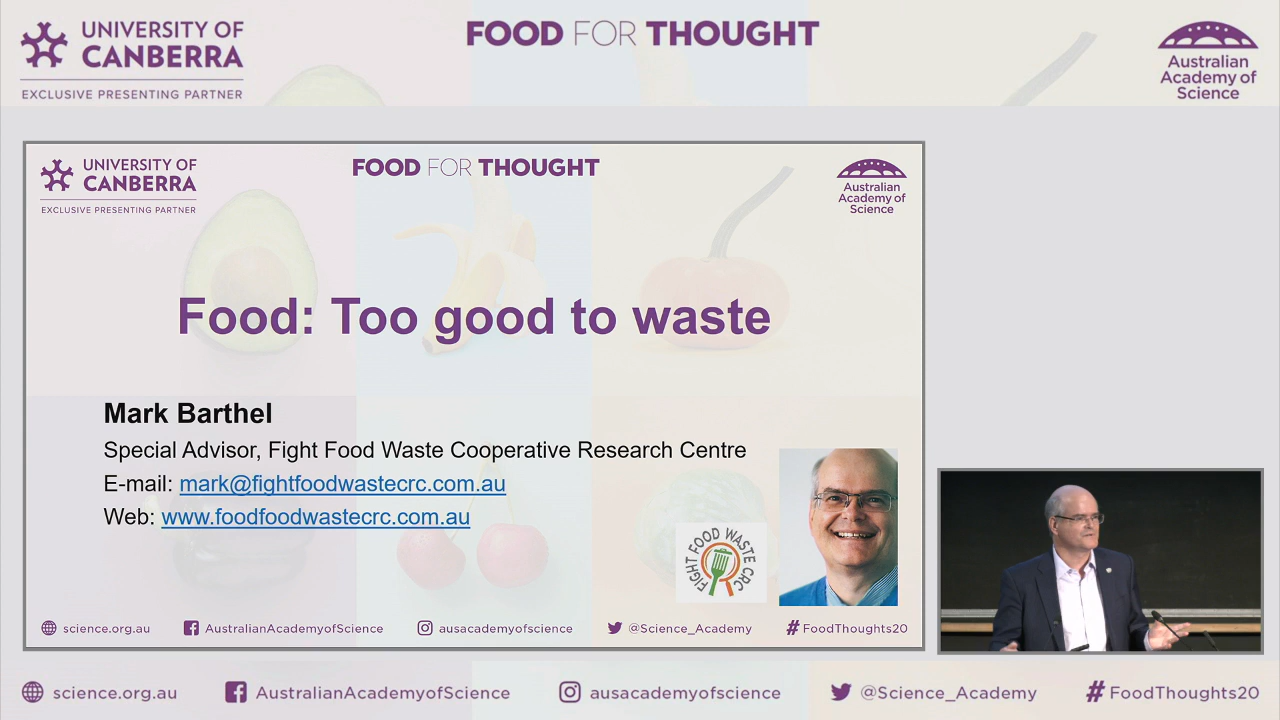 UNIVERSITY OF
CANBERRA
EXCLUSIVE PRESENTING PARTNER
FOOD FOR THOUGHT
Australian
Academy of
Science
UNIVERSITY OF
CANBERRA
EXCLUSIVE PRESENTING PARTNER
FOOD FOR THOUGHT
Australian
Academy of
Science
Food: Too good to waste
Mark Barthel
Special Advisor, Fight Food Waste Cooperative Research Centre
E-mail: mark@fightfoodwastecrc.com.au
Web: www.foodfoodwastecrc.com.au
FIGHT FOOD WASTE CRC
science.org.au AustralianAcademyofScience ausacademyofscience @Science_Academy #FoodThoughts20
science.org.au AustralianAcademyofScience ausacademyofscience @Science_Academy #FoodThoughts20